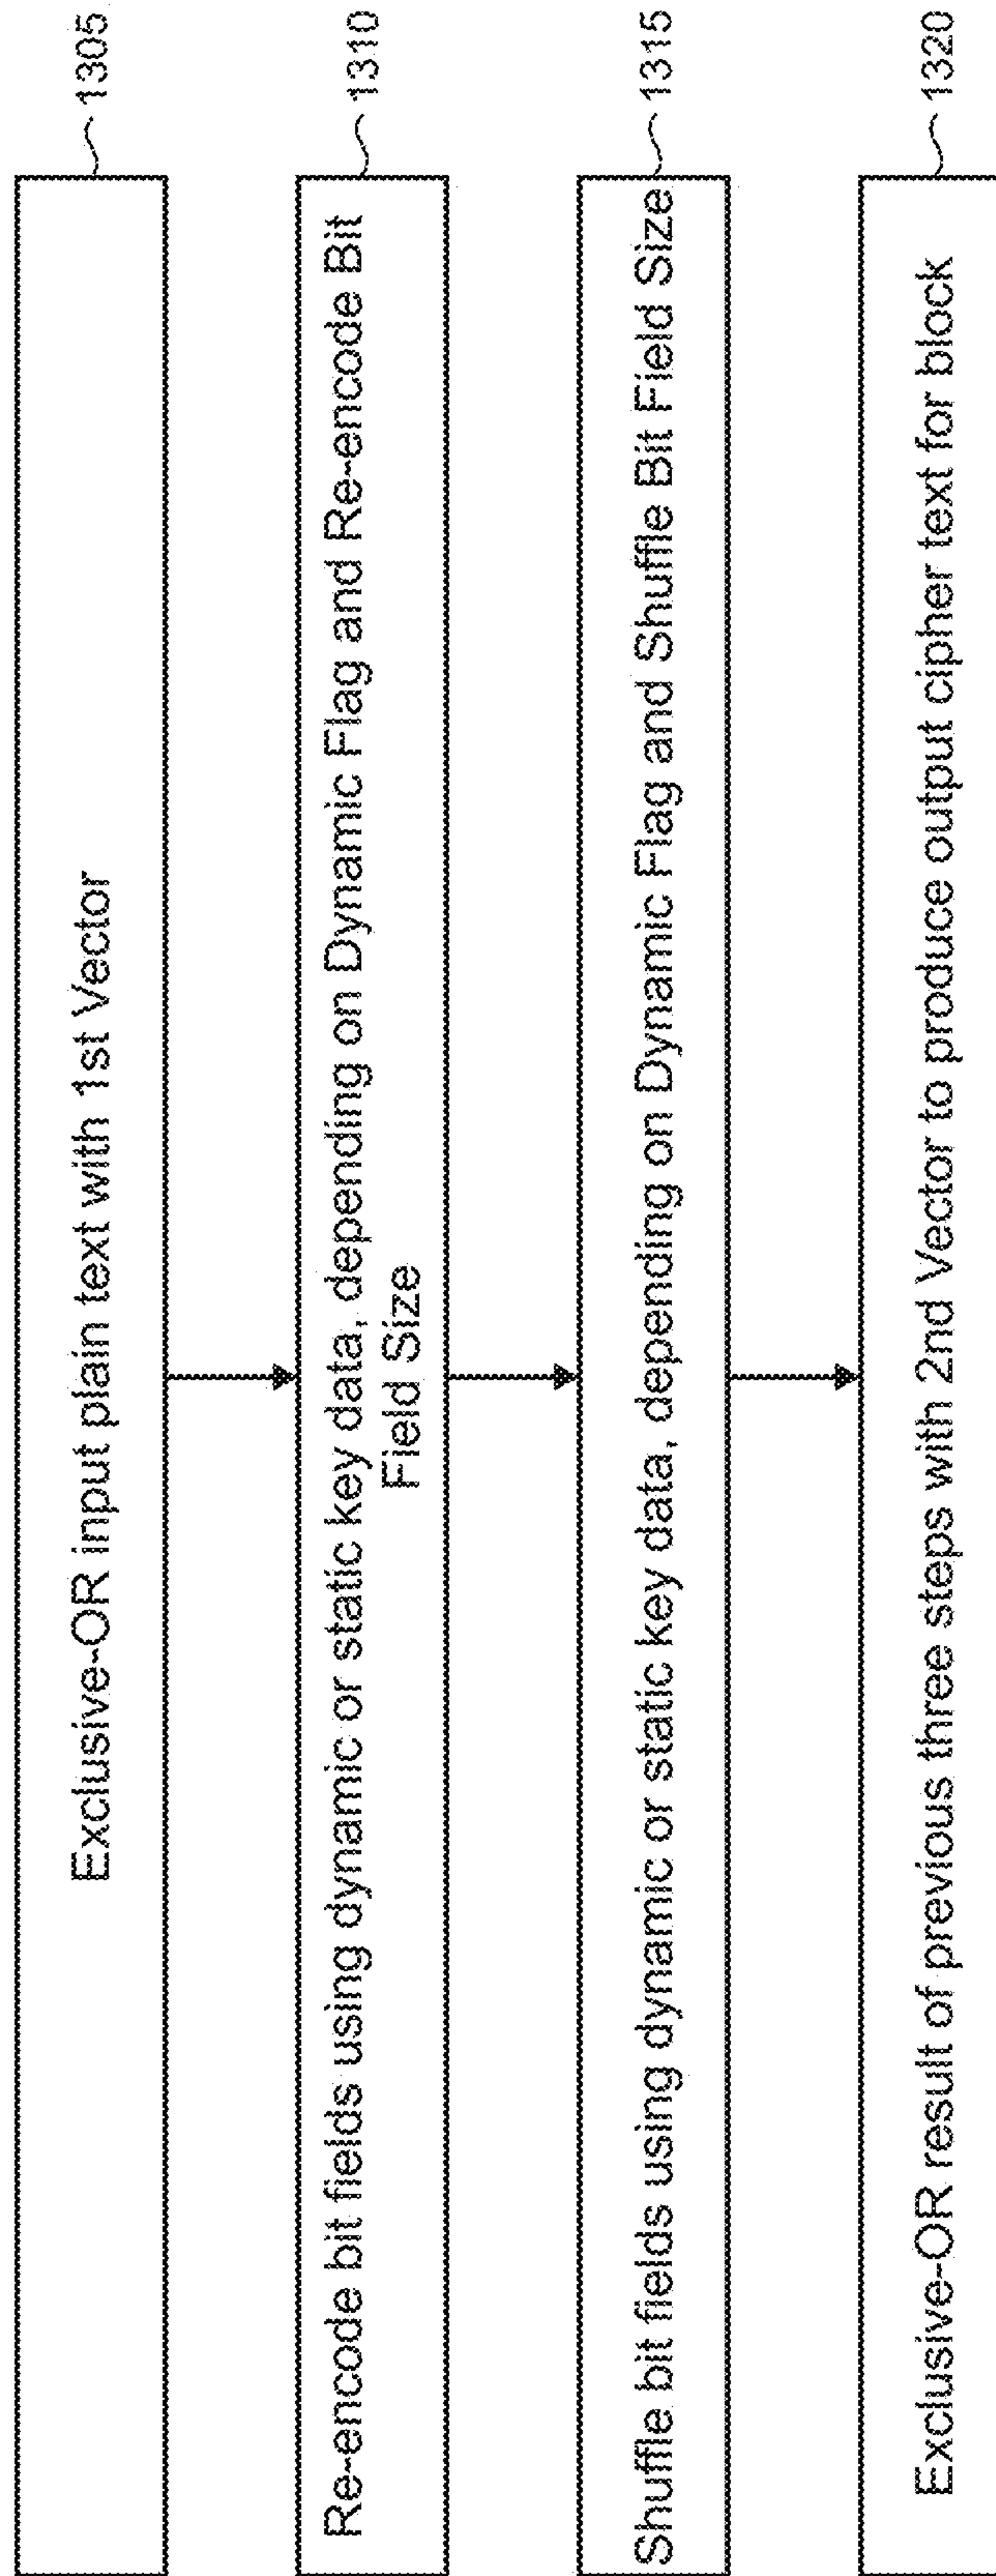 Exclusive-OR input plain text with 1st Vector
1305
Re-encode bit fields using dynamic or static key data, depending on Dynamic Flag and Re-encode Bit
Field Size
1310
Shuffle bit fields using dynamic or static key data, depending on Dynamic Flag and Shuffle Bit Field Size
1315
Exclusive-OR result of previous three steps with 2nd Vector to produce output cipher text for block
1320